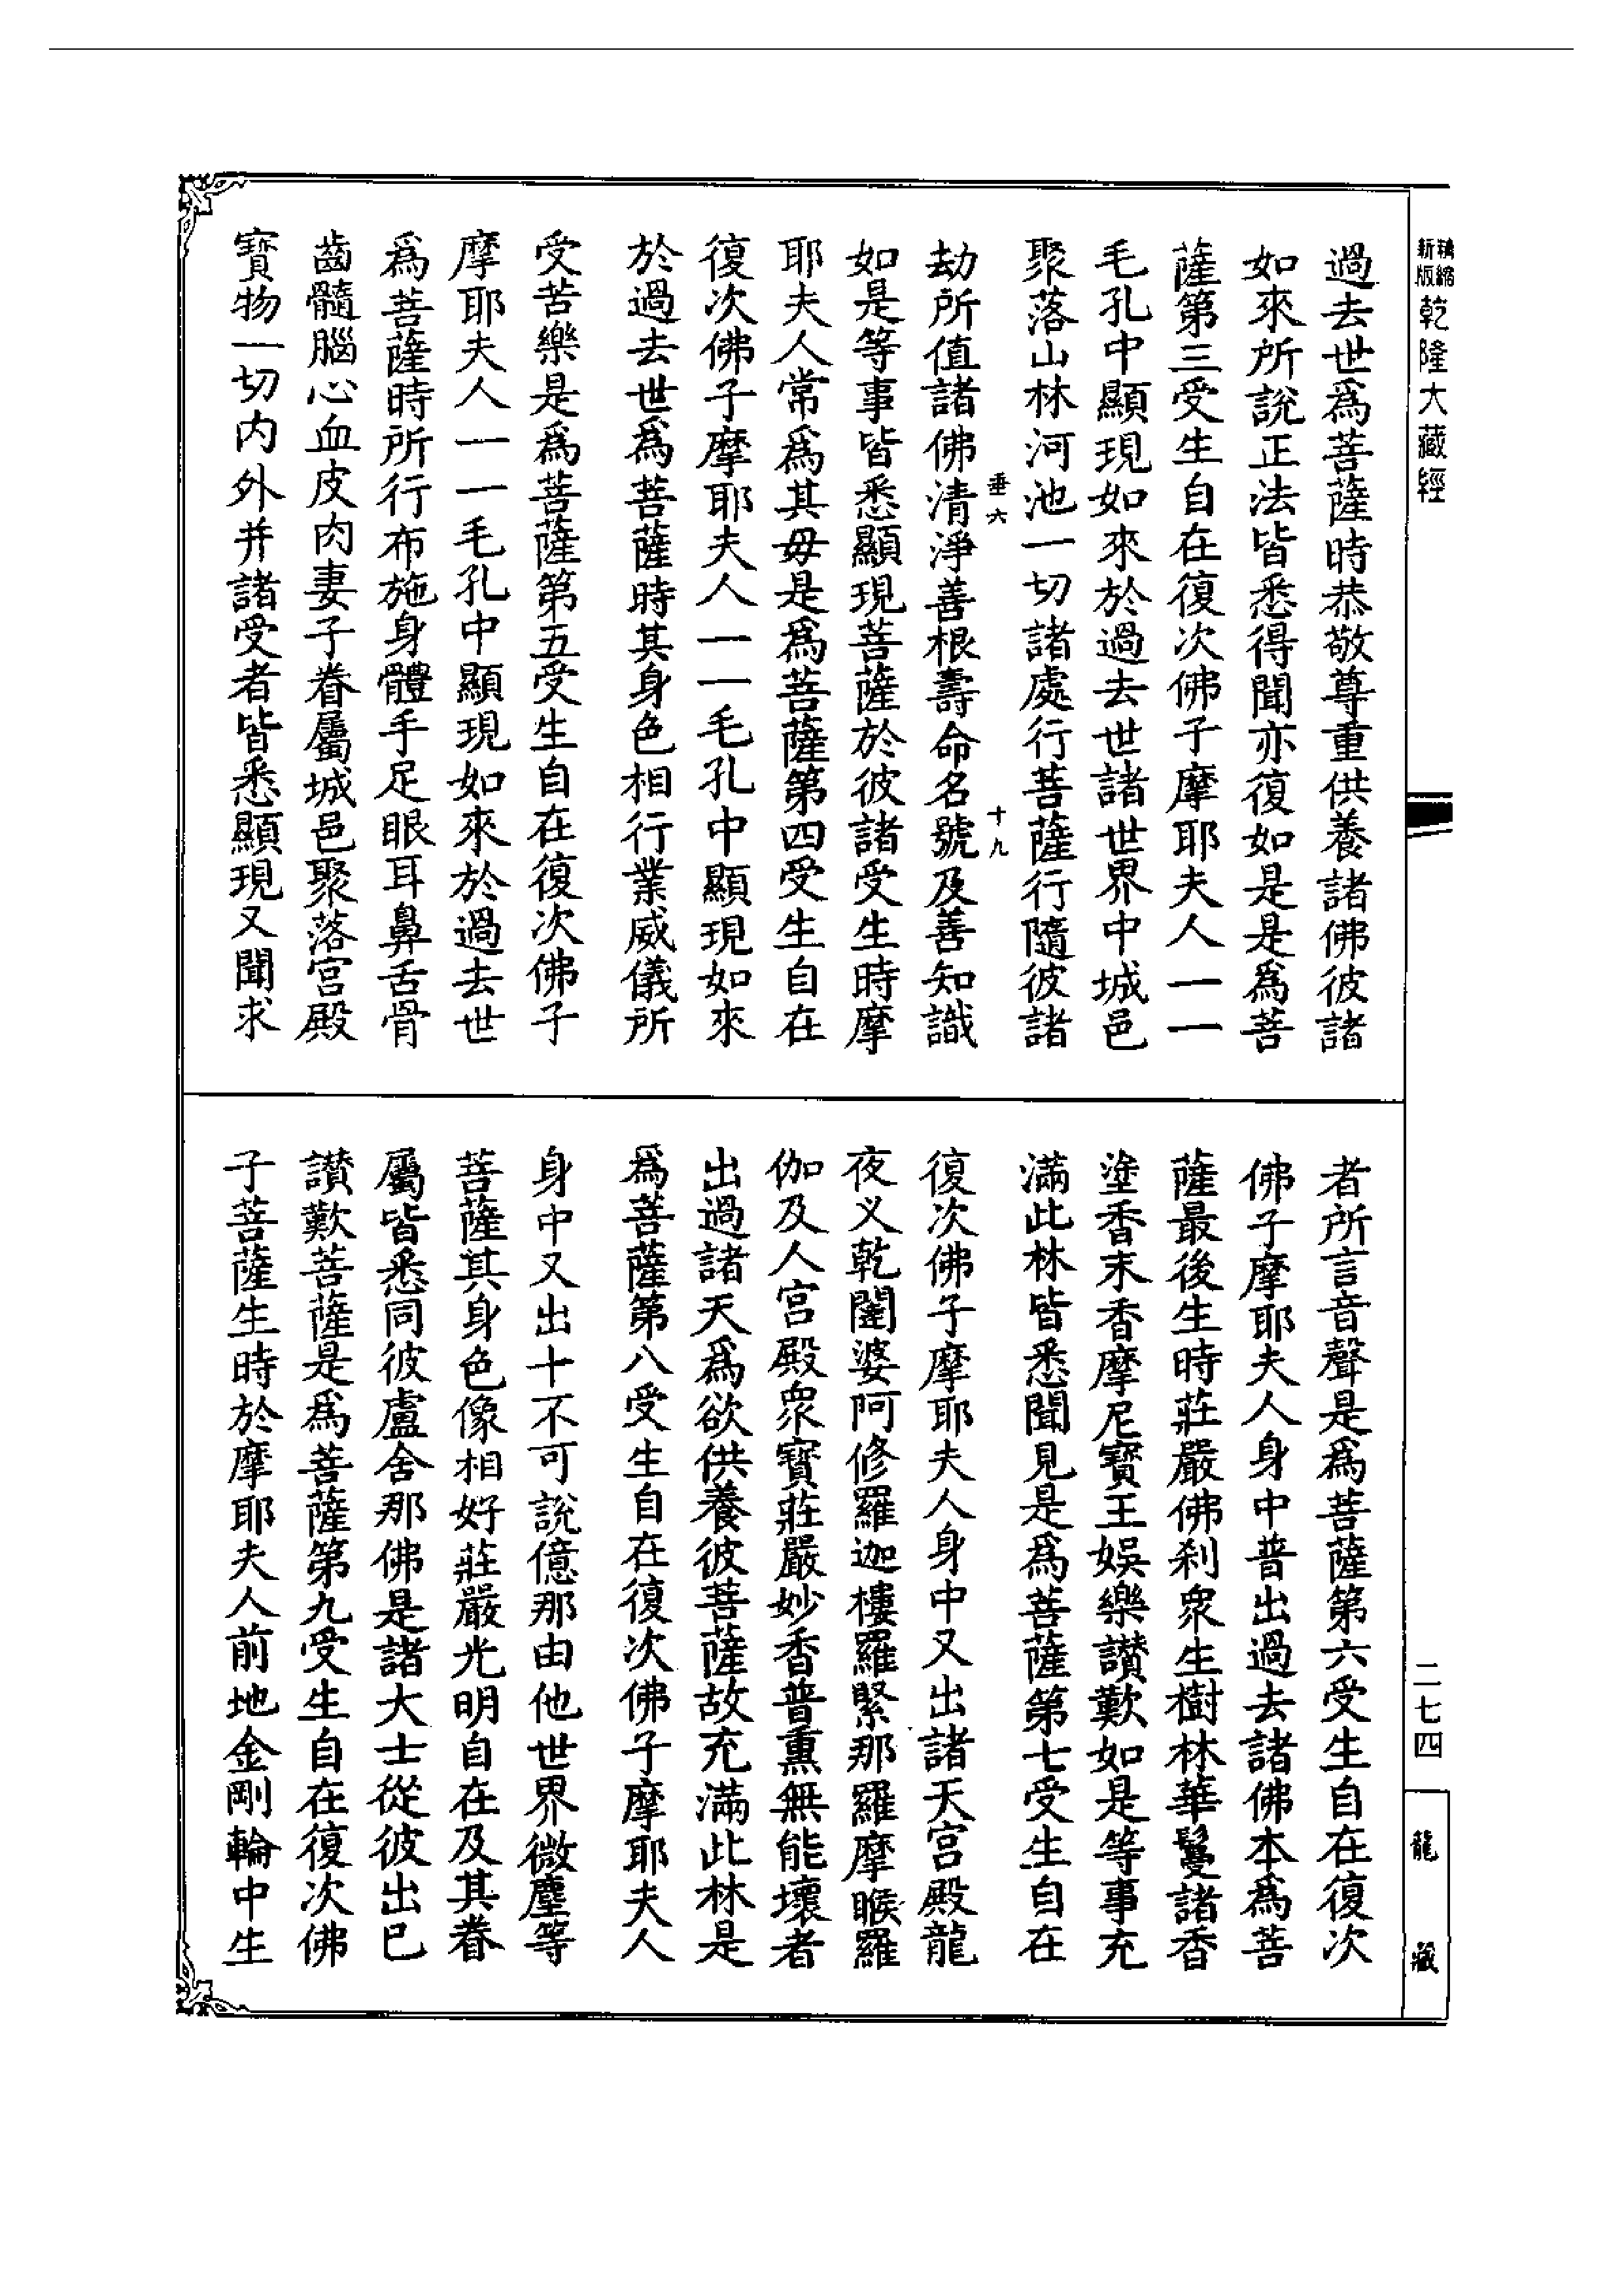 精縮新版乾隆大藏經
過去世爲菩薩時恭敬尊重供養諸佛彼諸
如來所說正法皆悉得聞亦復如是是爲菩
薩第三受生自在復次佛子摩耶夫人一一
毛孔中顯現如來於過去世諸世界中城邑
聚落山林河池一切諸處行菩薩行隨彼諸
垂六 十九
劫所值諸佛清淨善根壽命名號及善知識
如是等事皆悉顯現菩薩於彼諸受生時摩
耶夫人常爲其母是爲菩薩第四受生自在
復次佛子摩耶夫人一一毛孔中顯現如來
於過去世爲菩薩時其身色相行業威儀所
受苦樂是爲菩薩第五受生自在復次佛子
摩耶夫人一一毛孔中顯現如來於過去世
爲菩薩時所行布施身體手足眼耳鼻舌骨
齒髓腦心血皮肉妻子眷屬城邑聚落宮殿
寶物一切內外并諸受者皆悉顯現又聞求
者所言音聲是爲菩薩第六受生自在復次
佛子摩耶夫人身中普出過去諸佛本爲菩
薩最後生時莊嚴佛刹衆生樹林華鬘諸香
塗香末香摩尼寶王娛樂讚歎如是等事充
滿此林皆悉聞見是爲菩薩第七受生自在
復次佛子摩耶夫人身中又出諸天宮殿龍
夜义乾闥婆阿修羅迦樓羅緊那羅摩睺羅
伽及人宮殿衆寶莊嚴妙香普熏無能壞者
出過諸天爲欲供養彼菩薩故充滿此林是
爲菩薩第八受生自在復次佛子摩耶夫人
身中又出十不可說億那由他世界微塵等
菩薩其身色像相好莊嚴光明自在及其眷
屬皆悉同彼盧舍那佛是諸大士從彼出已
讚歎菩薩是爲菩薩第九受生自在復次佛
子菩薩生時於摩耶夫人前地金剛輪中生
二七四
龍藏